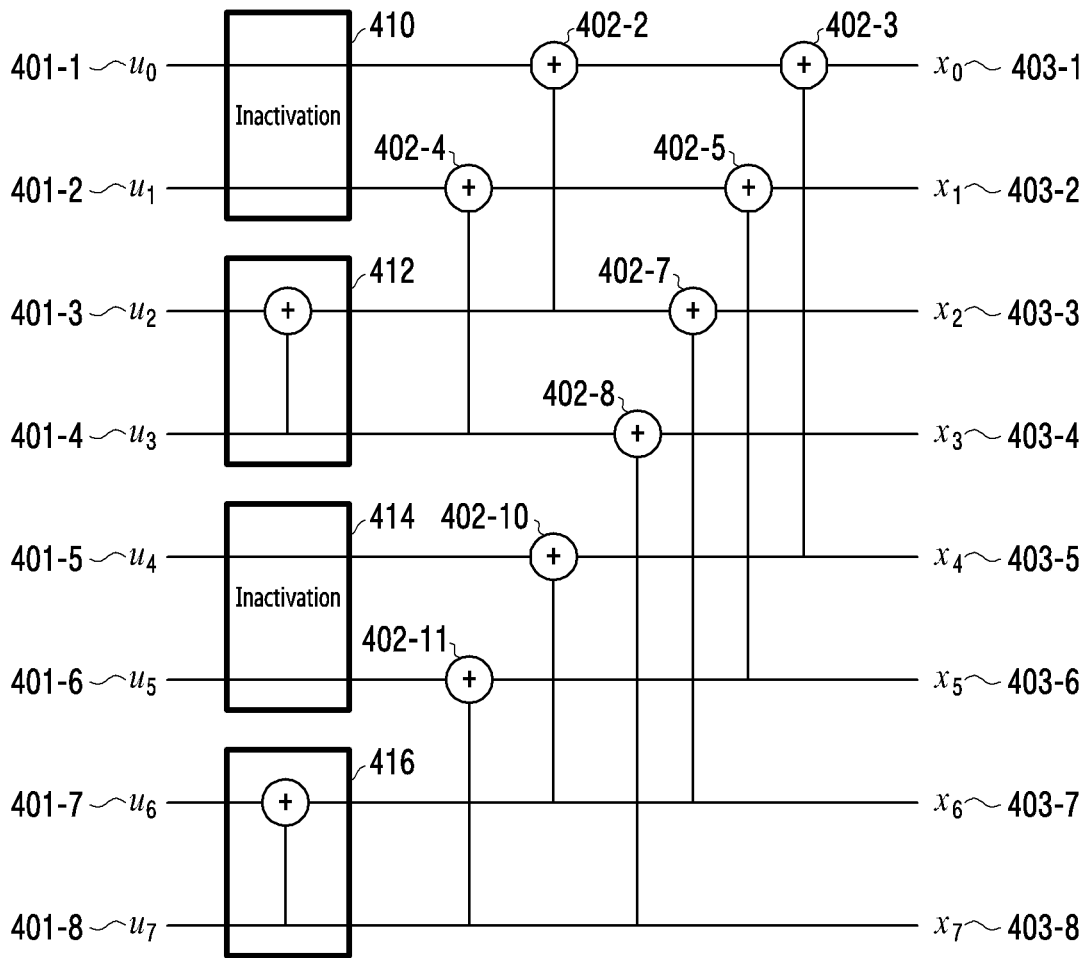 410
402-2
402-3
401-1 u0 + + x0 403-1
Inactivation
402-4
402-5
401-2 u1 + + x1 403-2
412
402-7
401-3 u2 + + x2 403-3
402-8
401-4 u3 + x3 403-4
414
402-10
401-5 u4 + x4 403-5
Inactivation
402-11
401-6 u5 + x5 403-6
416
401-7 u6 + x6 403-7
401-8 u7 x7 403-8